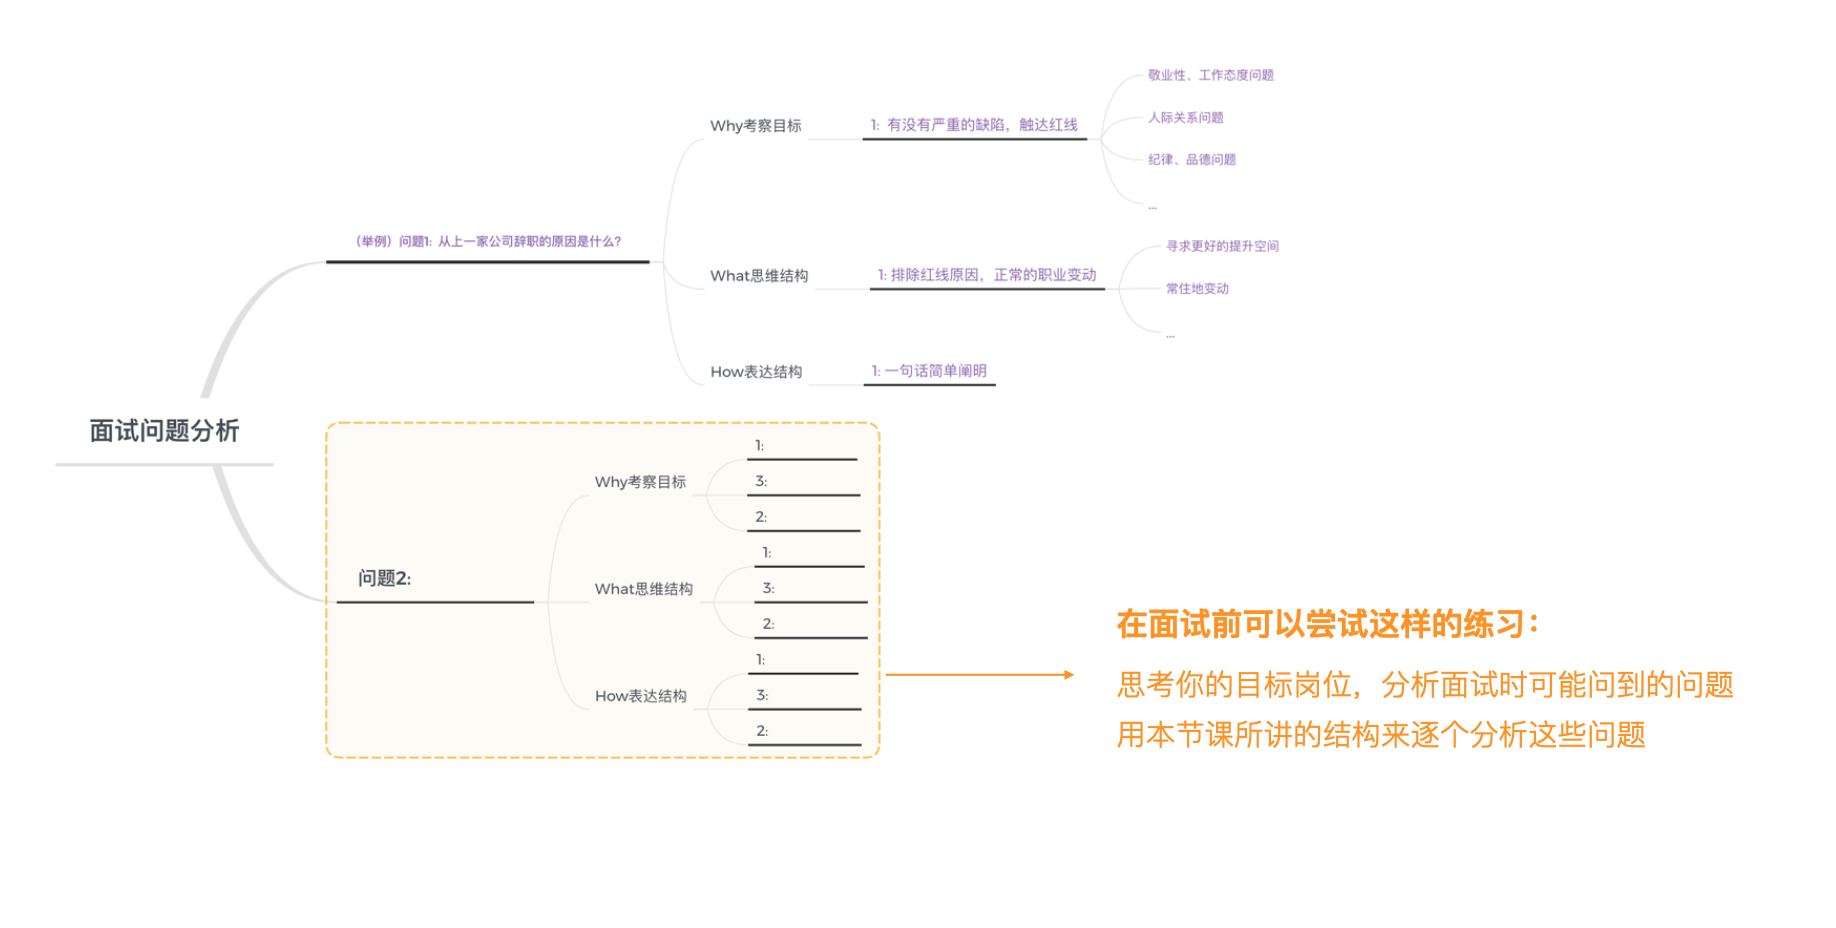 面试问题分析
（举例）问题1：从上一家公司辞职的原因是什么？
Why考察目标
1：有没有严重的缺陷，触达红线
敬业性、工作态度问题
人际关系问题
纪律、品德问题
...
What思维结构
1: 排除红线原因，正常的职业变动
寻求更好的提升空间
常住地变动
...
How表达结构
1: 一句话简单阐明
问题2:
Why考察目标
1:
3:
2:
What思维结构
1:
3:
2:
How表达结构
1:
3:
2:
在面试前可以尝试这样的练习：
思考你的目标岗位，分析面试时可能问到的问题
用本节课所讲的结构来逐个分析这些问题